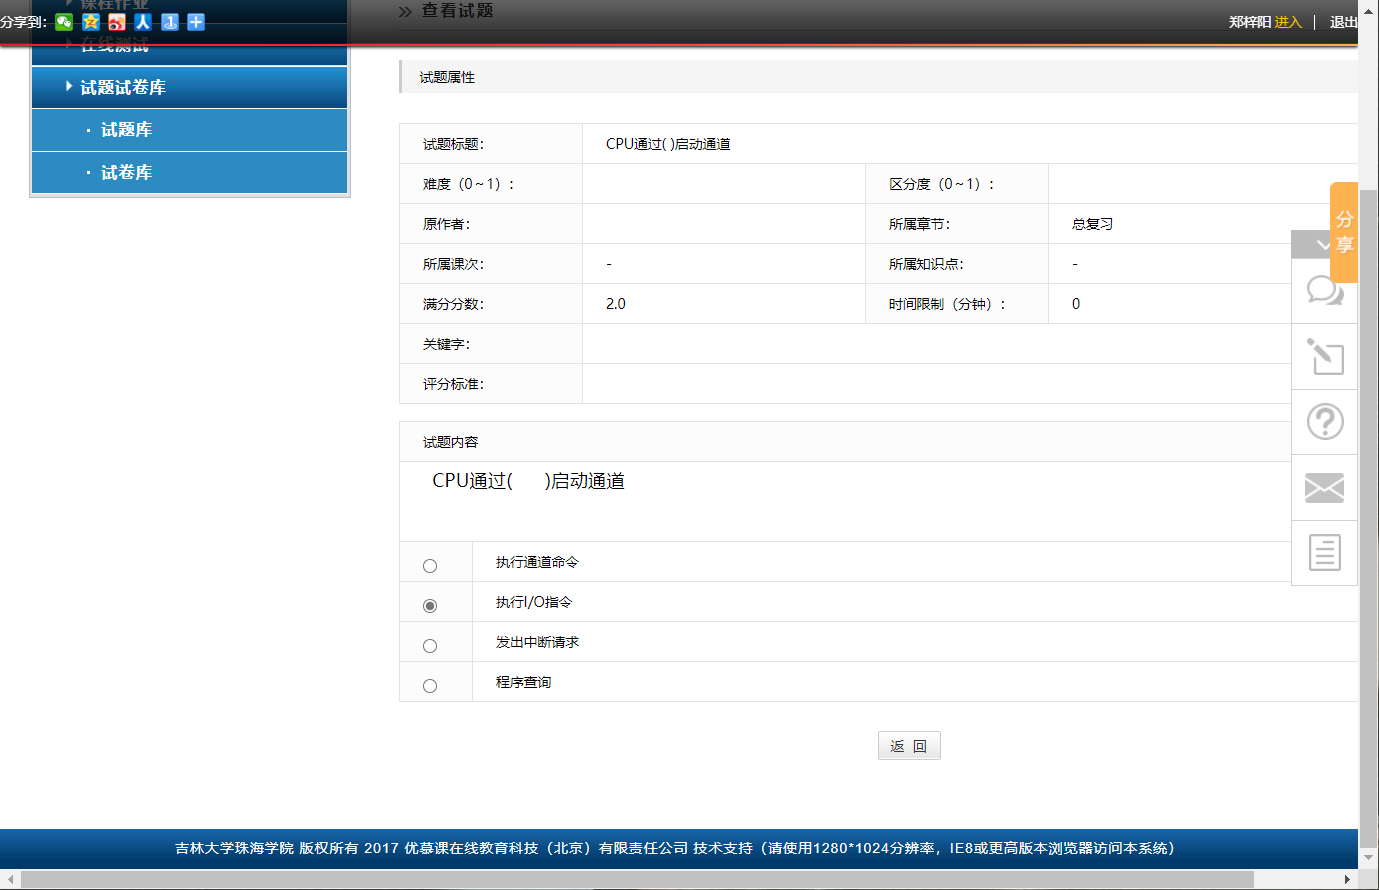 课程作业
查看试题
分享到:
郑梓阳 进入 | 退出
在线测试
试题试卷库
· 试题库
· 试卷库
试题属性
试题标题： CPU通过( )启动通道
难度（0~1）： 区分度（0~1）：
原作者： 所属章节： 总复习
所属课次： - 所属知识点： -
满分分数： 2.0 时间限制（分钟）： 0
关键字：
评分标准：
分
享
试题内容
CPU通过( )启动通道
执行通道命令
执行I/O指令
发出中断请求
程序查询
返 回
吉林大学珠海学院 版权所有 2017 优慕课在线教育科技（北京）有限责任公司 技术支持（请使用1280*1024分辨率，IE8或更高版本浏览器访问本系统）